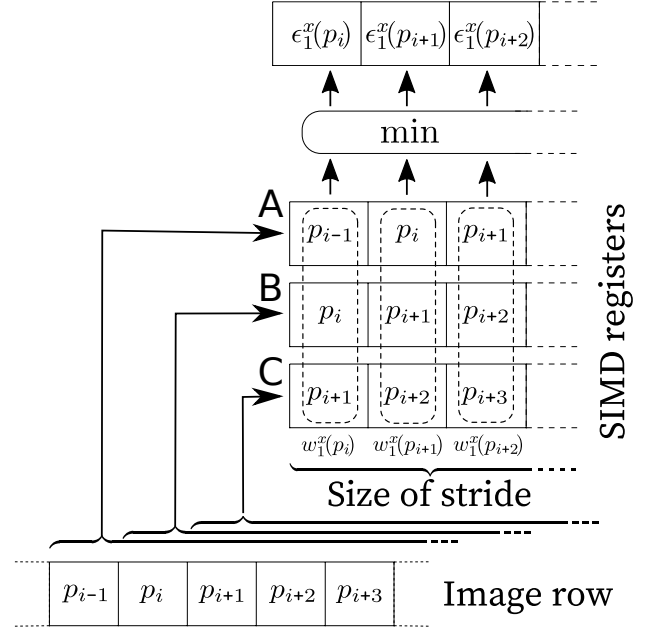 ϵ₁ˣ(pᵢ) ϵ₁ˣ(pᵢ₊₁) ϵ₁ˣ(pᵢ₊₂)
min
A pᵢ₋₁ pᵢ pᵢ₊₁
B pᵢ pᵢ₊₁ pᵢ₊₂
C pᵢ₊₁ pᵢ₊₂ pᵢ₊₃
w₁ˣ(pᵢ) w₁ˣ(pᵢ₊₁) w₁ˣ(pᵢ₊₂)
SIMD registers
Size of stride
pᵢ₋₁ pᵢ pᵢ₊₁ pᵢ₊₂ pᵢ₊₃ Image row